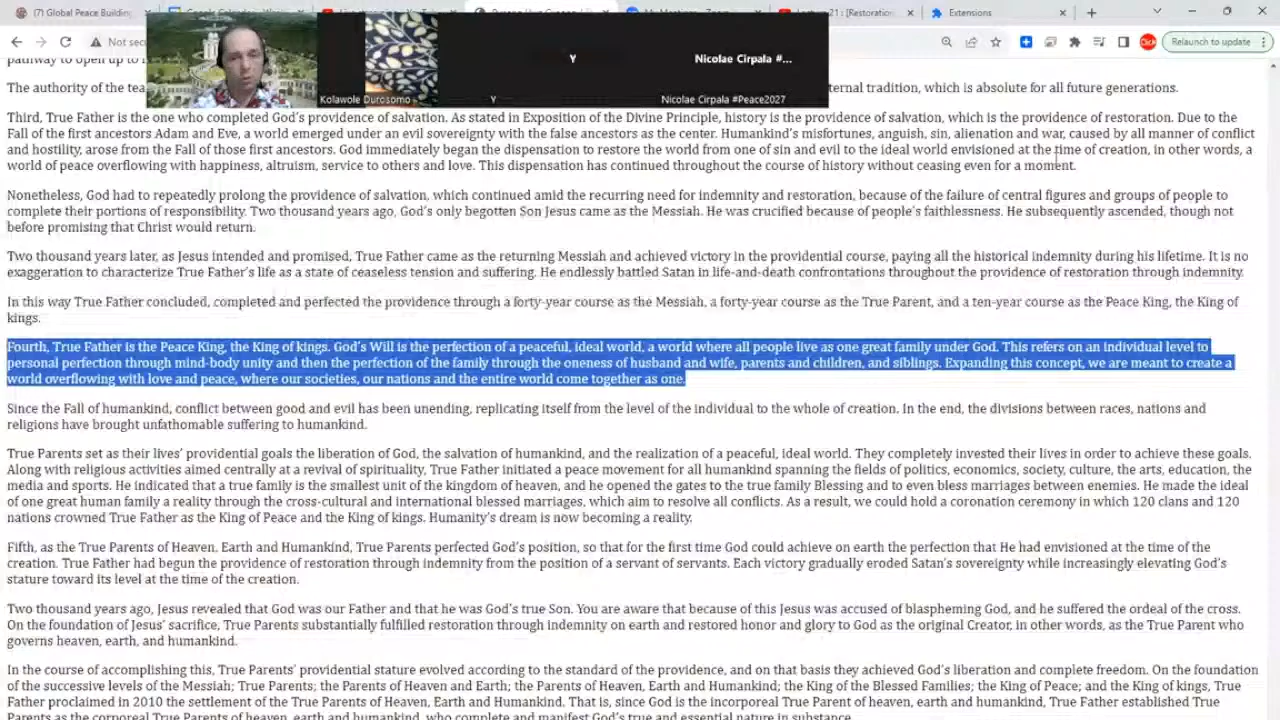 (7) Global Peace Building
Extensions
Not sec
Click
Relaunch to update
Kolawole Durosomo
Y
Y
Nicolae Cirpala #...
Nicolae Cirpala #Peace2027
pathway to open up to
The authority of the tea
ternal tradition, which is absolute for all future generations.
Third, True Father is the one who completed God's providence of salvation. As stated in Exposition of the Divine Principle, history is the providence of salvation, which is the providence of restoration. Due to the
Fall of the first ancestors Adam and Eve, a world emerged under an evil sovereignty with the false ancestors as the center. Humankind's misfortunes, anguish, sin, alienation and war, caused by all manner of conflict
and hostility, arose from the Fall of those first ancestors. God immediately began the dispensation to restore the world from one of sin and evil to the ideal world envisioned at the time of creation, in other words, a
world of peace overflowing with happiness, altruism, service to others and love. This dispensation has continued throughout the course of history without ceasing even for a moment.
Nonetheless, God had to repeatedly prolong the providence of salvation, which continued amid the recurring need for indemnity and restoration, because of the failure of central figures and groups of people to
complete their portions of responsibility. Two thousand years ago, God's only begotten Son Jesus came as the Messiah. He was crucified because of people's faithlessness. He subsequently ascended, though not
before promising that Christ would return.
Two thousand years later, as Jesus intended and promised, True Father came as the returning Messiah and achieved victory in the providential course, paying all the historical indemnity during his lifetime. It is no
exaggeration to characterize True Father's life as a state of ceaseless tension and suffering. He endlessly battled Satan in life-and-death confrontations throughout the providence of restoration through indemnity.
In this way True Father concluded, completed and perfected the providence through a forty-year course as the Messiah, a forty-year course as the True Parent, and a ten-year course as the Peace King, the King of
kings.
Fourth, True Father is the Peace King, the King of kings. God's Will is the perfection of a peaceful, ideal world, a world where all people live as one great family under God. This refers on an individual level to
personal perfection through mind-body unity and then the perfection of the family through the oneness of husband and wife, parents and children, and siblings. Expanding this concept, we are meant to create a
world overflowing with love and peace, where our societies, our nations and the entire world come together as one.
Since the Fall of humankind, conflict between good and evil has been unending, replicating itself from the level of the individual to the whole of creation. In the end, the divisions between races, nations and
religions have brought unfathomable suffering to humankind.
True Parents set as their lives' providential goals the liberation of God, the salvation of humankind, and the realization of a peaceful, ideal world. They completely invested their lives in order to achieve these goals.
Along with religious activities aimed centrally at a revival of spirituality, True Father initiated a peace movement for all humankind spanning the fields of politics, economics, society, culture, the arts, education, the
media and sports. He indicated that a true family is the smallest unit of the kingdom of heaven, and he opened the gates to the true family Blessing and to even bless marriages between enemies. He made the ideal
of one great human family a reality through the cross-cultural and international blessed marriages, which aim to resolve all conflicts. As a result, we could hold a coronation ceremony in which 120 clans and 120
nations crowned True Father as the King of Peace and the King of kings. Humanity's dream is now becoming a reality.
Fifth, as the True Parents of Heaven, Earth and Humankind, True Parents perfected God's position, so that for the first time God could achieve on earth the perfection that He had envisioned at the time of the
creation. True Father had begun the providence of restoration through indemnity from the position of a servant of servants. Each victory gradually eroded Satan's sovereignty while increasingly elevating God's
stature toward its level at the time of the creation.
Two thousand years ago, Jesus revealed that God was our Father and that he was God's true Son. You are aware that because of this Jesus was accused of blaspheming God, and he suffered the ordeal of the cross.
On the foundation of Jesus' sacrifice, True Parents substantially fulfilled restoration through indemnity on earth and restored honor and glory to God as the original Creator, in other words, as the True Parent who
governs heaven, earth, and humankind.
In the course of accomplishing this, True Parents' providential stature evolved according to the standard of the providence, and on that basis they achieved God's liberation and complete freedom. On the foundation
of the successive levels of the Messiah; True Parents; the Parents of Heaven and Earth; the Parents of Heaven, Earth and Humankind; the King of the Blessed Families; the King of Peace; and the King of kings, True
Father proclaimed in 2010 the settlement of the True Parents of Heaven, Earth and Humankind. That is, since God is the incorporeal True Parent of heaven, earth and humankind, True Father established True
Parents as the corporeal True Parents of heaven, earth and humankind, who complete and manifest God's true and essential nature in substance.